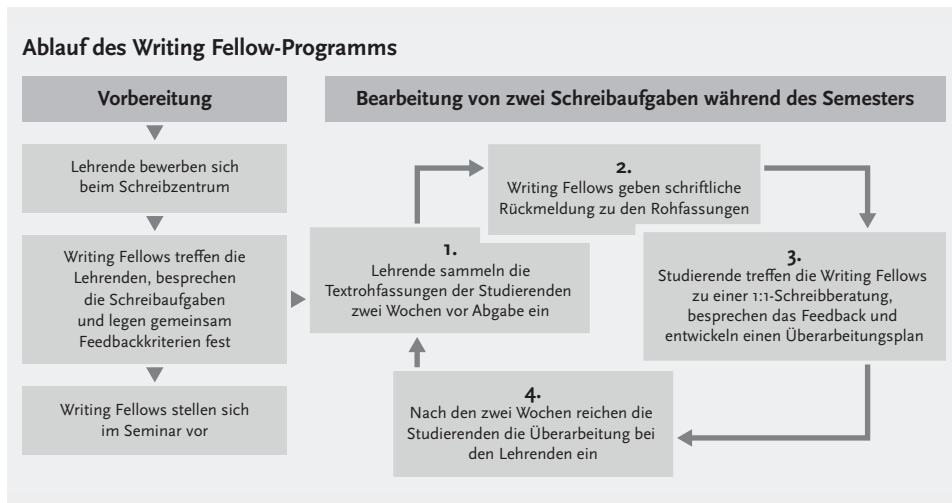 Ablauf des Writing Fellow-Programms
Vorbereitung
Lehrende bewerben sich
beim Schreibzentrum
Writing Fellows treffen die
Lehrenden, besprechen
die Schreibaufgaben
und legen gemeinsam
Feedbackkriterien fest
Writing Fellows stellen sich
im Seminar vor
Bearbeitung von zwei Schreibaufgaben während des Semesters
1.
Lehrende sammeln die
Textrohfassungen der Studierenden
zwei Wochen vor Abgabe ein
2.
Writing Fellows geben schriftliche
Rückmeldung zu den Rohfassungen
3.
Studierende treffen die Writing Fellows
zu einer 1:1-Schreibberatung,
besprechen das Feedback und
entwickeln einen Überarbeitungsplan
4.
Nach den zwei Wochen reichen die
Studierenden die Überarbeitung bei
den Lehrenden ein